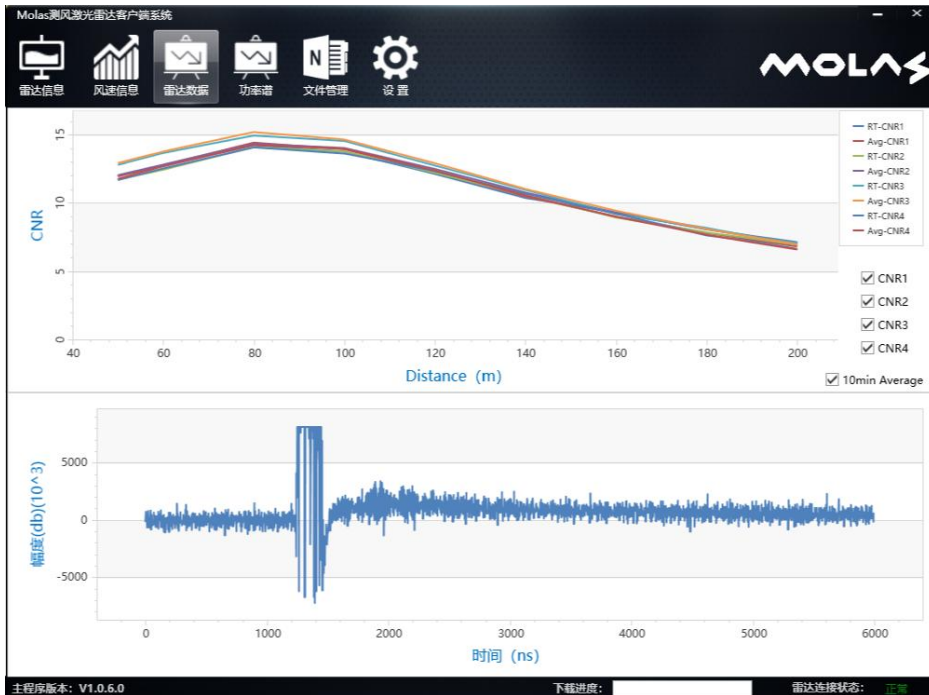 Molas测风激光雷达客户端系统
雷达信息 风速信息 雷达数据 功率谱 文件管理 设置
MOLAS
CNR
15
10
5
0
40 60 80 100 120 140 160 180 200
Distance (m)
RT-CNR1
Avg-CNR1
RT-CNR2
Avg-CNR2
RT-CNR3
Avg-CNR3
RT-CNR4
Avg-CNR4
CNR1
CNR2
CNR3
CNR4
10min Average
幅度(db)(10^3)
5000
0
-5000
0 1000 2000 3000 4000 5000 6000
时间 (ns)
主程序版本: V1.0.6.0 下载进度: 雷达连接状态: 正常